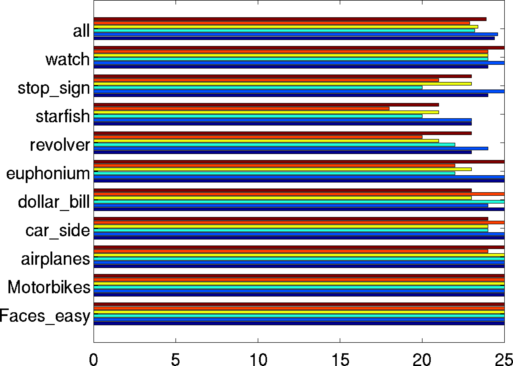 all
watch
stop_sign
starfish
revolver
euphonium
dollar_bill
car_side
airplanes
Motorbikes
Faces_easy
0 5 10 15 20 25